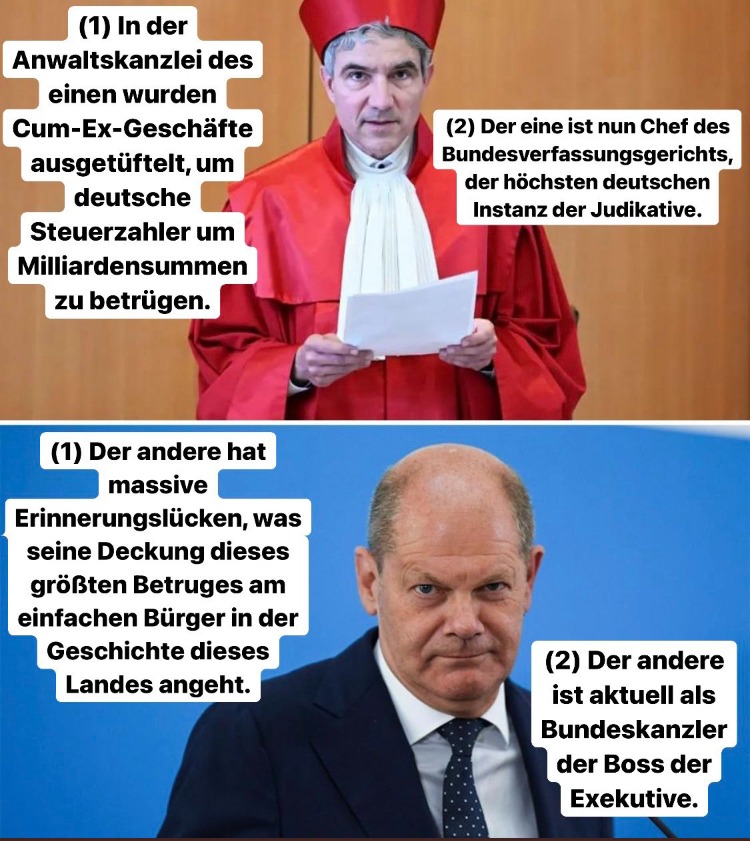 (1) In der
Anwaltskanzlei des
einen wurden
Cum-Ex-Geschäfte
ausgetüftelt, um
deutsche
Steuerzahler um
Milliardensummen
zu betrügen.
(2) Der eine ist nun Chef des
Bundesverfassungsgerichts,
der höchsten deutschen
Instanz der Judikative.
(1) Der andere hat
massive
Erinnerungslücken, was
seine Deckung dieses
größten Betruges am
einfachen Bürger in der
Geschichte dieses
Landes angeht.
(2) Der andere
ist aktuell als
Bundeskanzler
der Boss der
Exekutive.